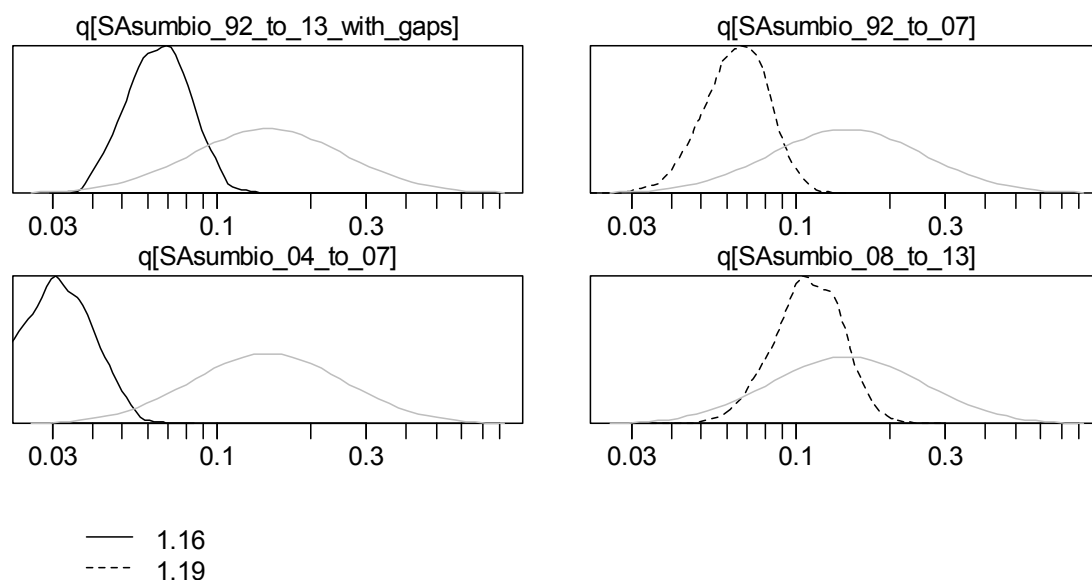 q[SAsumbio_92_to_13_with_gaps]
q[SAsumbio_92_to_07]
0.03 0.1 0.3
0.03 0.1 0.3
q[SAsumbio_04_to_07]
q[SAsumbio_08_to_13]
0.03 0.1 0.3
0.03 0.1 0.3
1.16
1.19